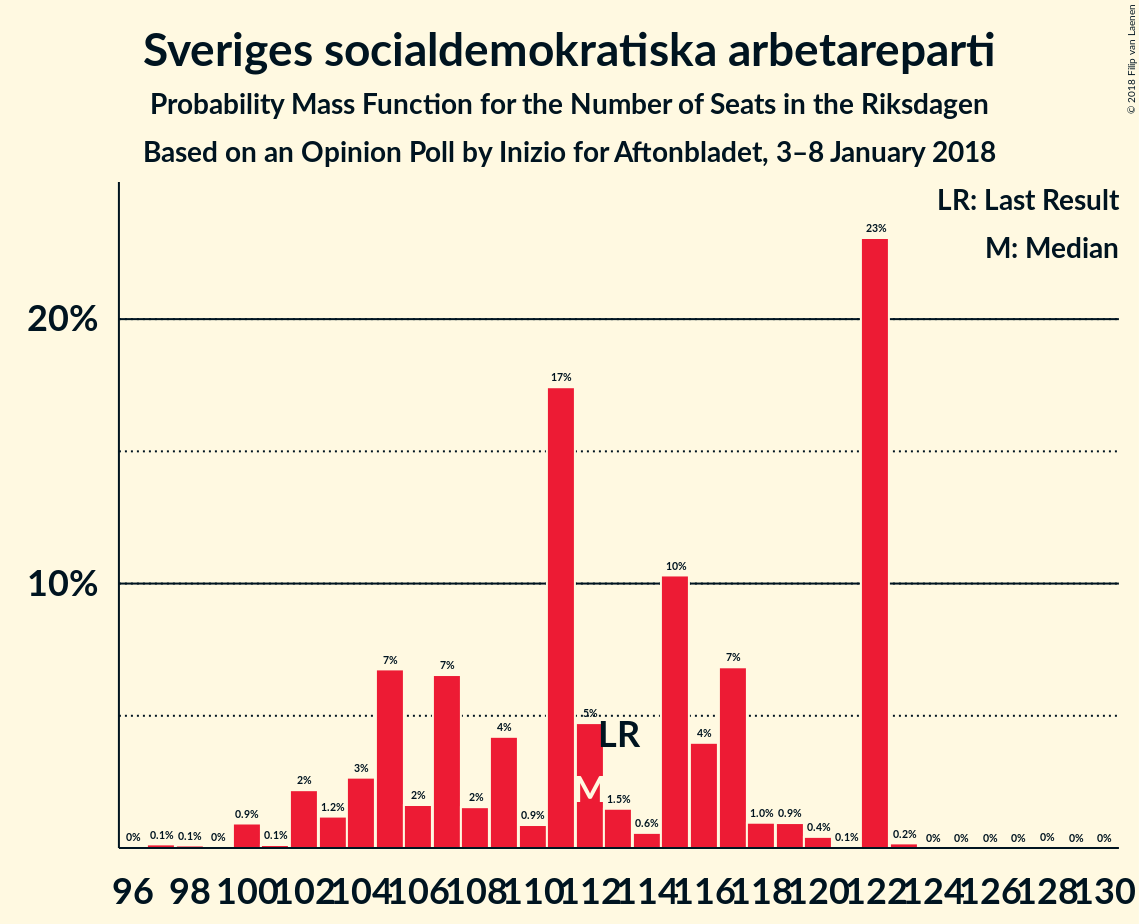 Sveriges socialdemokratiska arbetareparti
Probability Mass Function for the Number of Seats in the Riksdagen
Based on an Opinion Poll by Inizio for Aftonbladet, 3–8 January 2018
© 2018 Filip van Laenen
LR: Last Result
M: Median
20%
10%
0% 0.1% 0.1% 0% 0.9% 0.1% 2% 1.2% 3% 7% 2% 7% 2% 4% 0.9% 17% 5% 1.5% 0.6% 10% 4% 7% 1.0% 0.9% 0.4% 0.1% 23% 0.2% 0% 0% 0% 0% 0% 0% 0%
LR
M
96 98 100 102 104 106 108 110 112 114 116 118 120 122 124 126 128 130